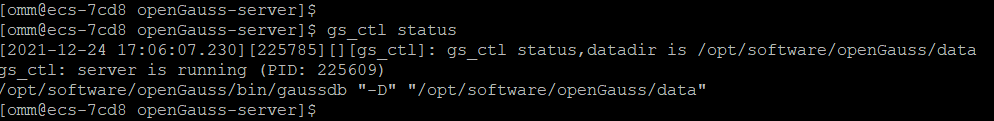 [omm@ecs-7cd8 openGauss-server]$
[omm@ecs-7cd8 openGauss-server]$ gs_ctl status
[2021-12-24 17:06:07.230][225785][][gs_ctl]: gs_ctl status,datadir is /opt/software/openGauss/data
gs_ctl: server is running (PID: 225609)
/opt/software/openGauss/bin/gaussdb "-D" "/opt/software/openGauss/data"
[omm@ecs-7cd8 openGauss-server]$